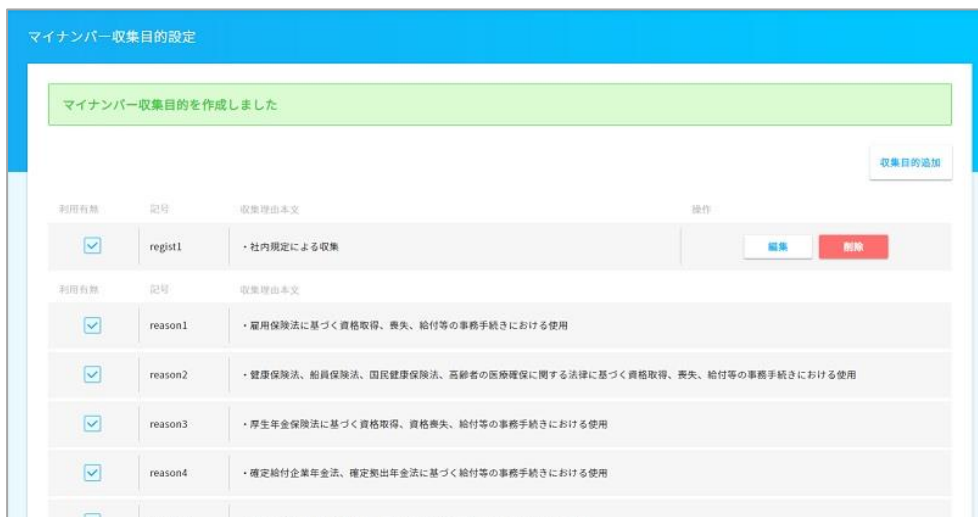 マイナンバー収集目的設定
マイナンバー収集目的を作成しました
収集目的追加
利用有無 記号 収集理由本文 操作
regist1 ・社内規定による収集 編集 削除
利用有無 記号 収集理由本文
reason1 ・雇用保険法に基づく資格取得、喪失、給付等の事務手続きにおける使用
reason2 ・健康保険法、船員保険法、国民健康保険法、高齢者の医療確保に関する法律に基づく資格取得、喪失、給付等の事務手続きにおける使用
reason3 ・厚生年金保険法に基づく資格取得、資格喪失、給付等の事務手続きにおける使用
reason4 ・確定給付企業年金法、確定拠出年金法に基づく給付等の事務手続きにおける使用